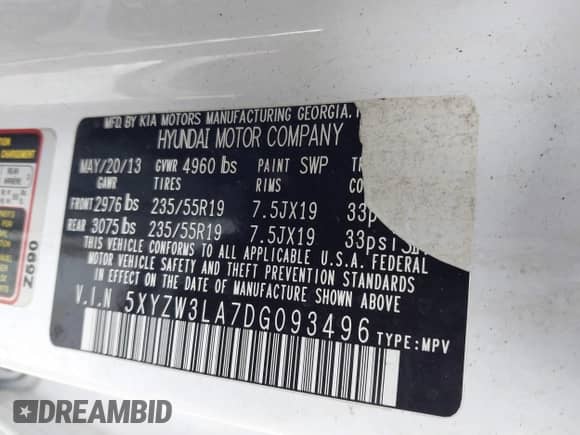 MFD.BY KIA MOTORS MANUFACTURING GEORGIA.
HYUNDAI MOTOR COMPANY
MAY/20/13 GVWR 4960 lbs PAINT SWP
GAWR TIRES RIMS
FRONT 2976 lbs 235/55R19 7.5JX19
REAR 3075 lbs 235/55R19 7.5JX19 33psi
THIS VEHICLE CONFORMS TO ALL APPLICABLE U.S.A. FEDERAL
MOTOR VEHICLE SAFETY, BUMPER, AND THEFT PREVENTION STANDARDS
IN EFFECT ON THE DATE OF MANUFACTURE SHOWN ABOVE.
V.I.N 5XYZW3LA7DG093496 TYPE:MPV
Z590
DREAMBID